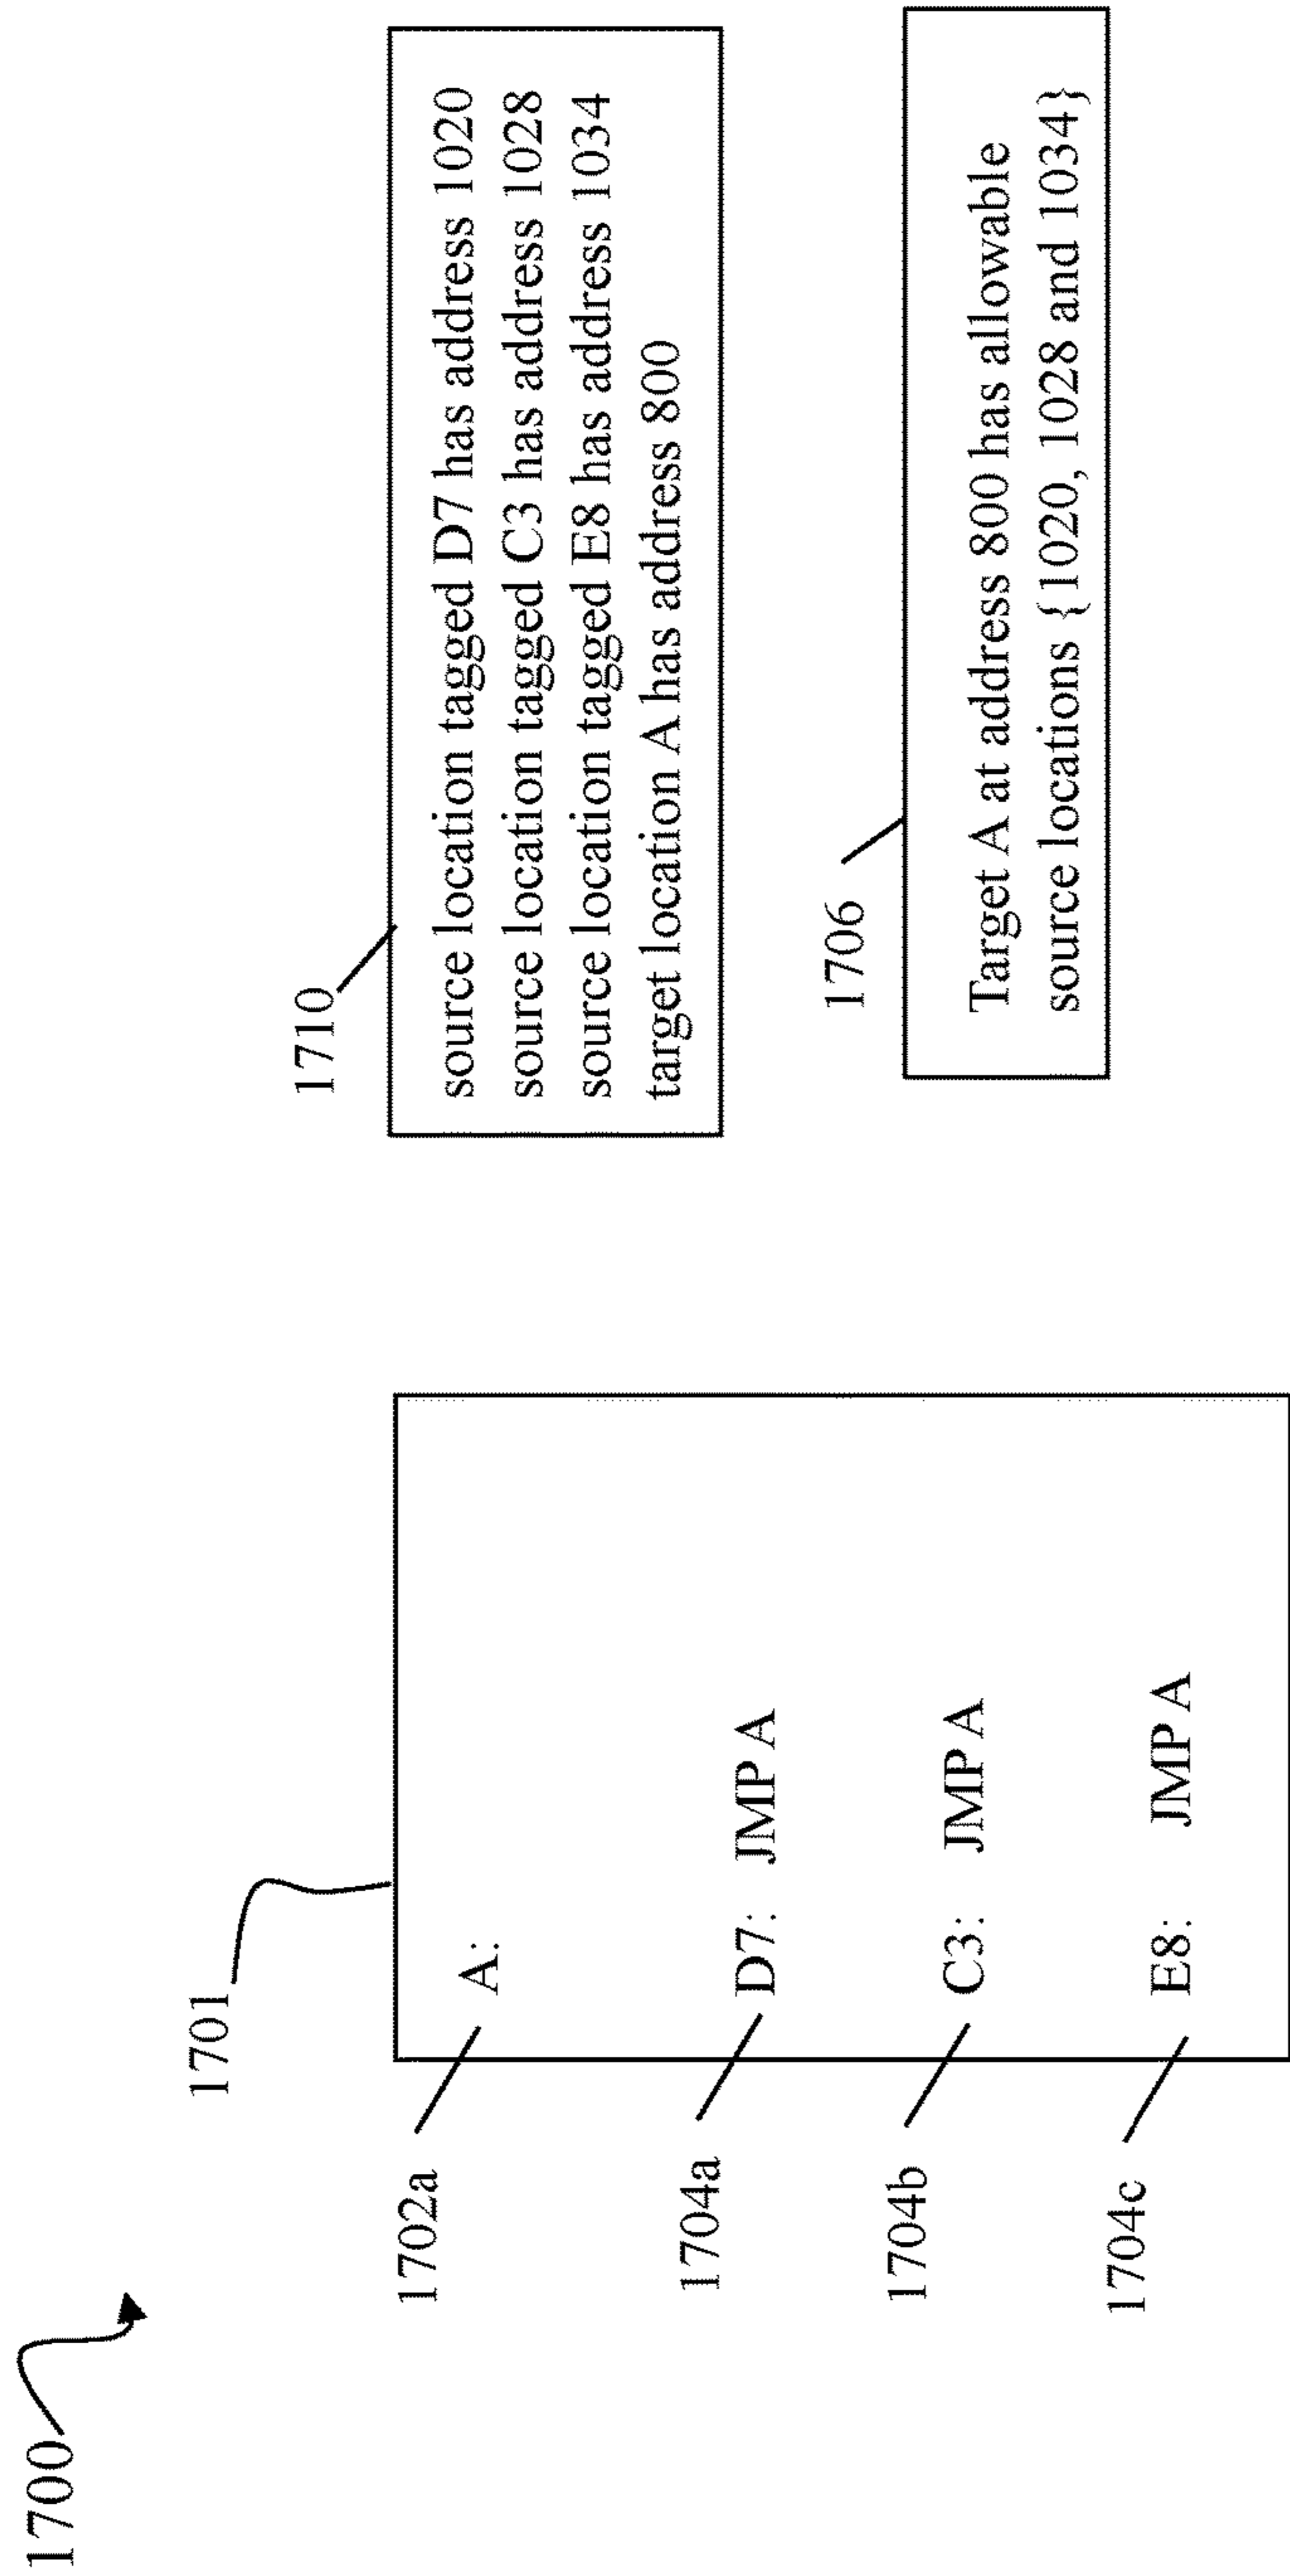 1700
1701
1702a
A:
1704a
D7: JMP A
1704b
C3: JMP A
1704c
E8: JMP A
1710
source location tagged D7 has address 1020
source location tagged C3 has address 1028
source location tagged E8 has address 1034
target location A has address 800
1706
Target A at address 800 has allowable
source locations {1020, 1028 and 1034}